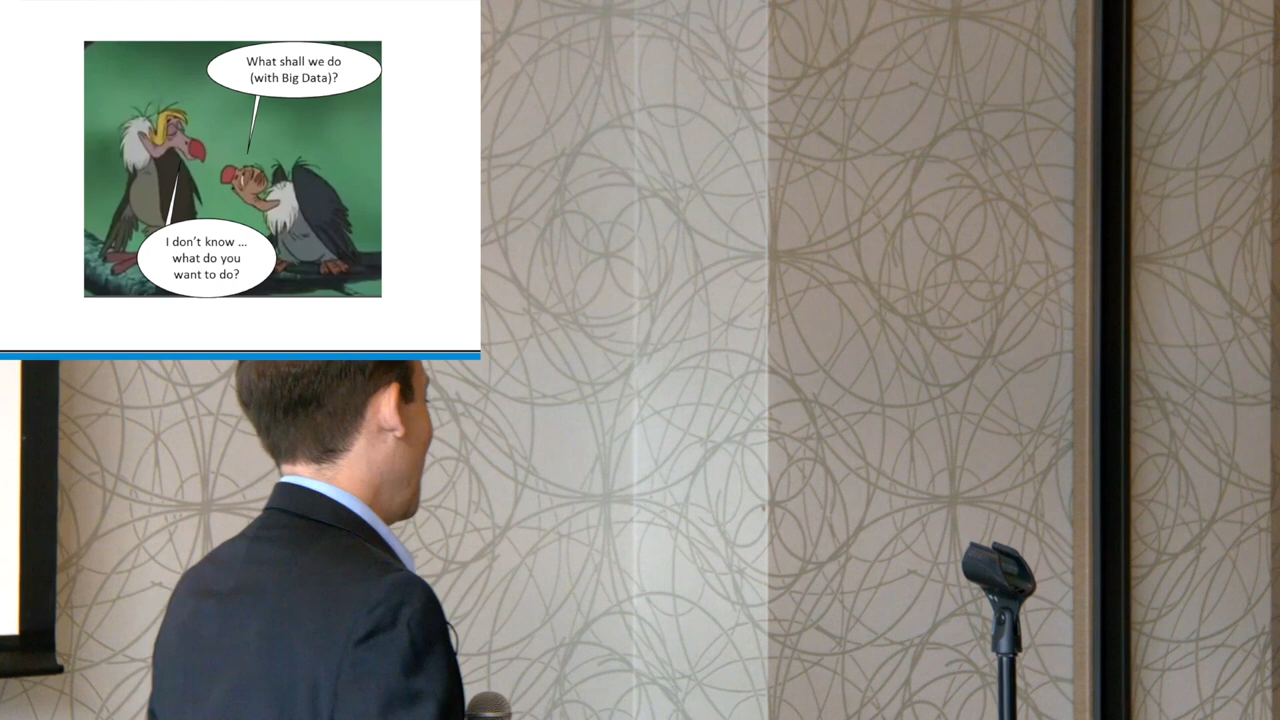 What shall we do
(with Big Data)?
I don't know ...
what do you
want to do?